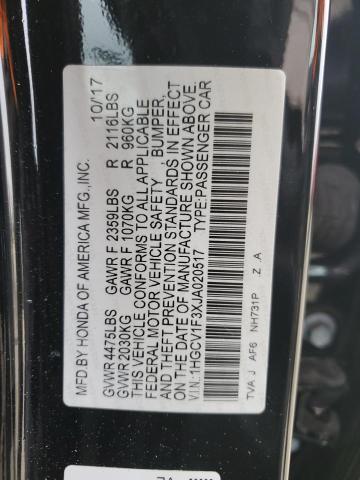 MFD BY HONDA OF AMERICA MFG.,INC. 10/17
GVWR 4475LBS GAWR F 2359LBS R 2116LBS
GVWR 2030KG GAWR F 1070KG R 960KG
THIS VEHICLE CONFORMS TO ALL APPLICABLE
FEDERAL MOTOR VEHICLE SAFETY , BUMPER,
AND THEFT PREVENTION STANDARDS IN EFFECT
ON THE DATE OF MANUFACTURE SHOWN ABOVE.
V.I.N.:1HGCV1F3XJA020517 TYPE:PASSENGER CAR
TVA J AF6 NH731P Z A